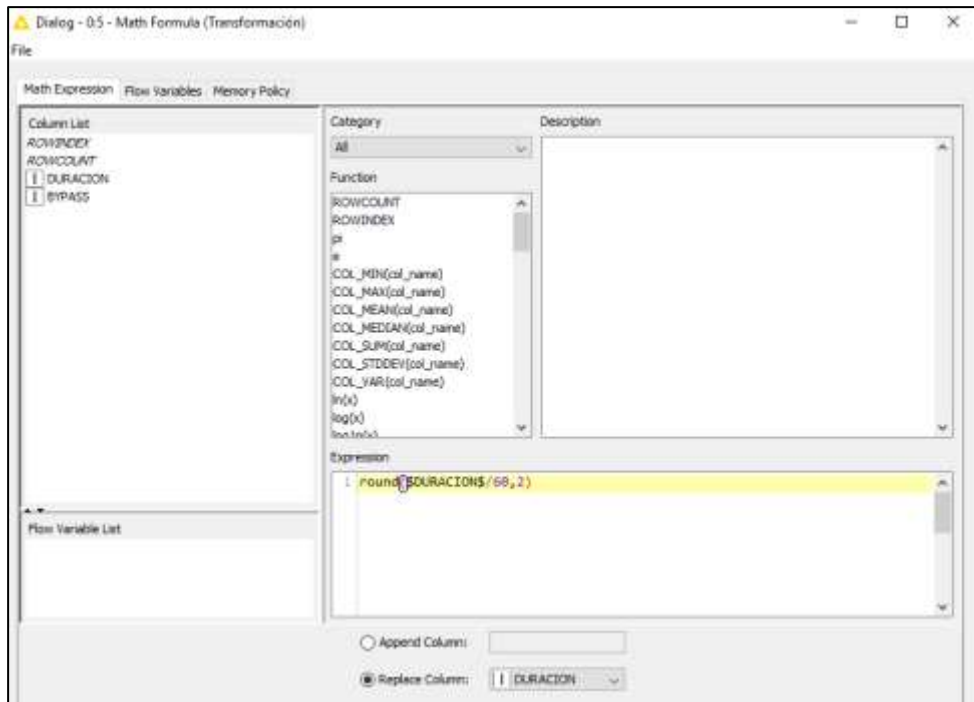 Dialog - 0:5 - Math Formula (Transformación)
File
Math Expression Flow Variables Memory Policy
Column List
ROWINDEX
ROWCOUNT
I DURACION
I BYPASS
Flow Variable List
Category
All
Function
ROWCOUNT
ROWINDEX
pi
e
COL_MIN(col_name)
COL_MAX(col_name)
COL_MEAN(col_name)
COL_MEDIAN(col_name)
COL_SUM(col_name)
COL_STDDEV(col_name)
COL_VAR(col_name)
ln(x)
log(x)
Description
Expression
1 round($DURACION$/60,2)
Append Column:
Replace Column: I DURACION